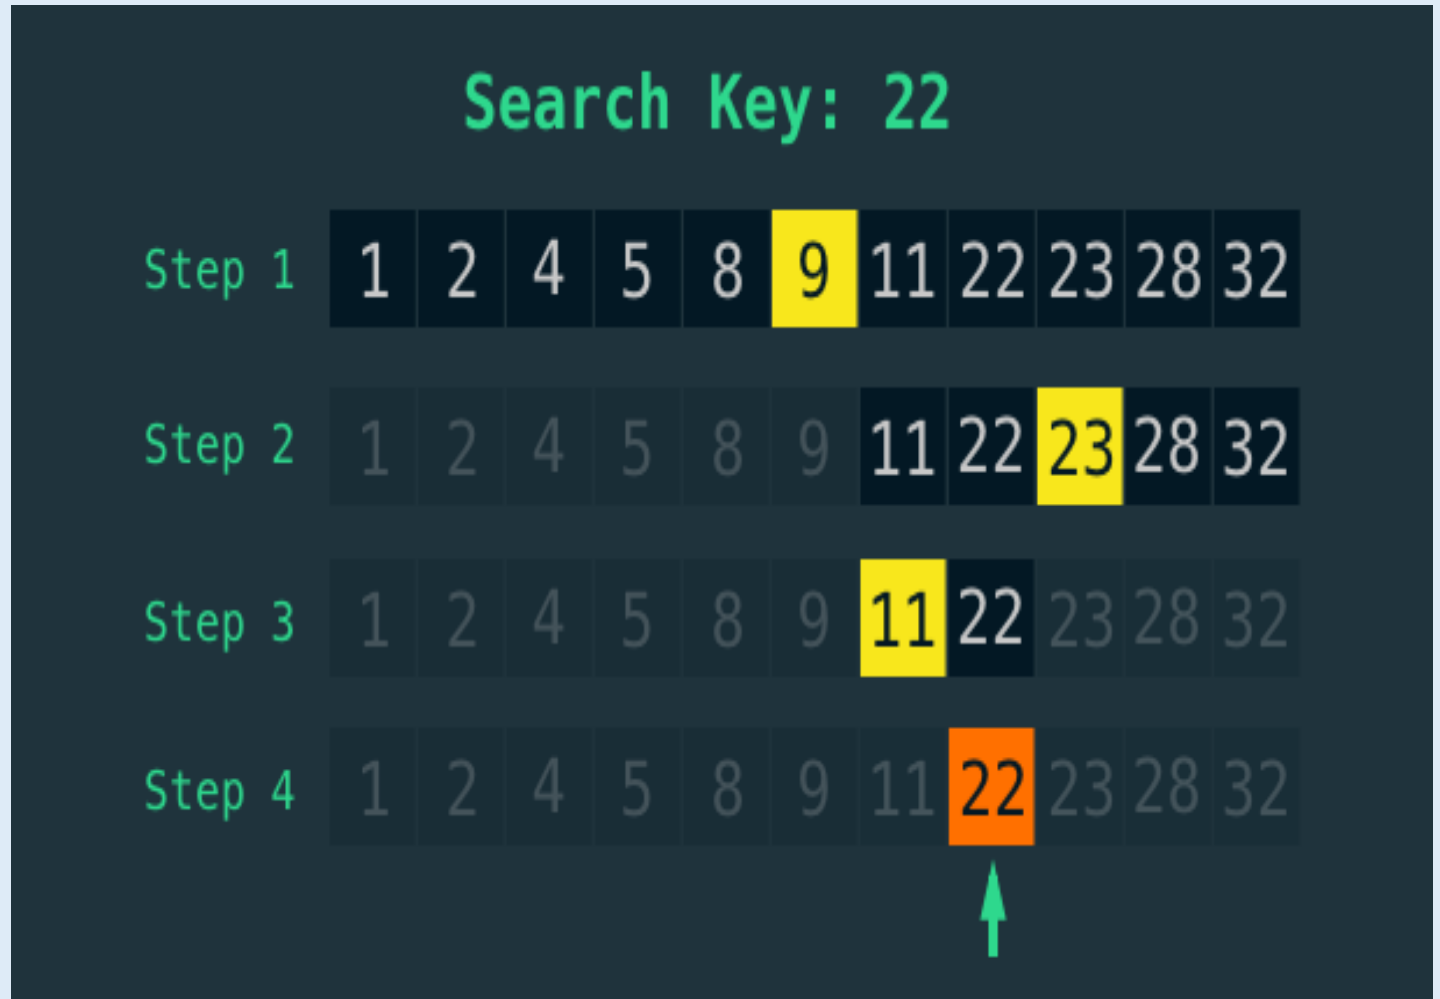 Search Key: 22
Step 1 1 2 4 5 8 9 11 22 23 28 32
Step 2 1 2 4 5 8 9 11 22 23 28 32
Step 3 1 2 4 5 8 9 11 22 23 28 32
Step 4 1 2 4 5 8 9 11 22 23 28 32